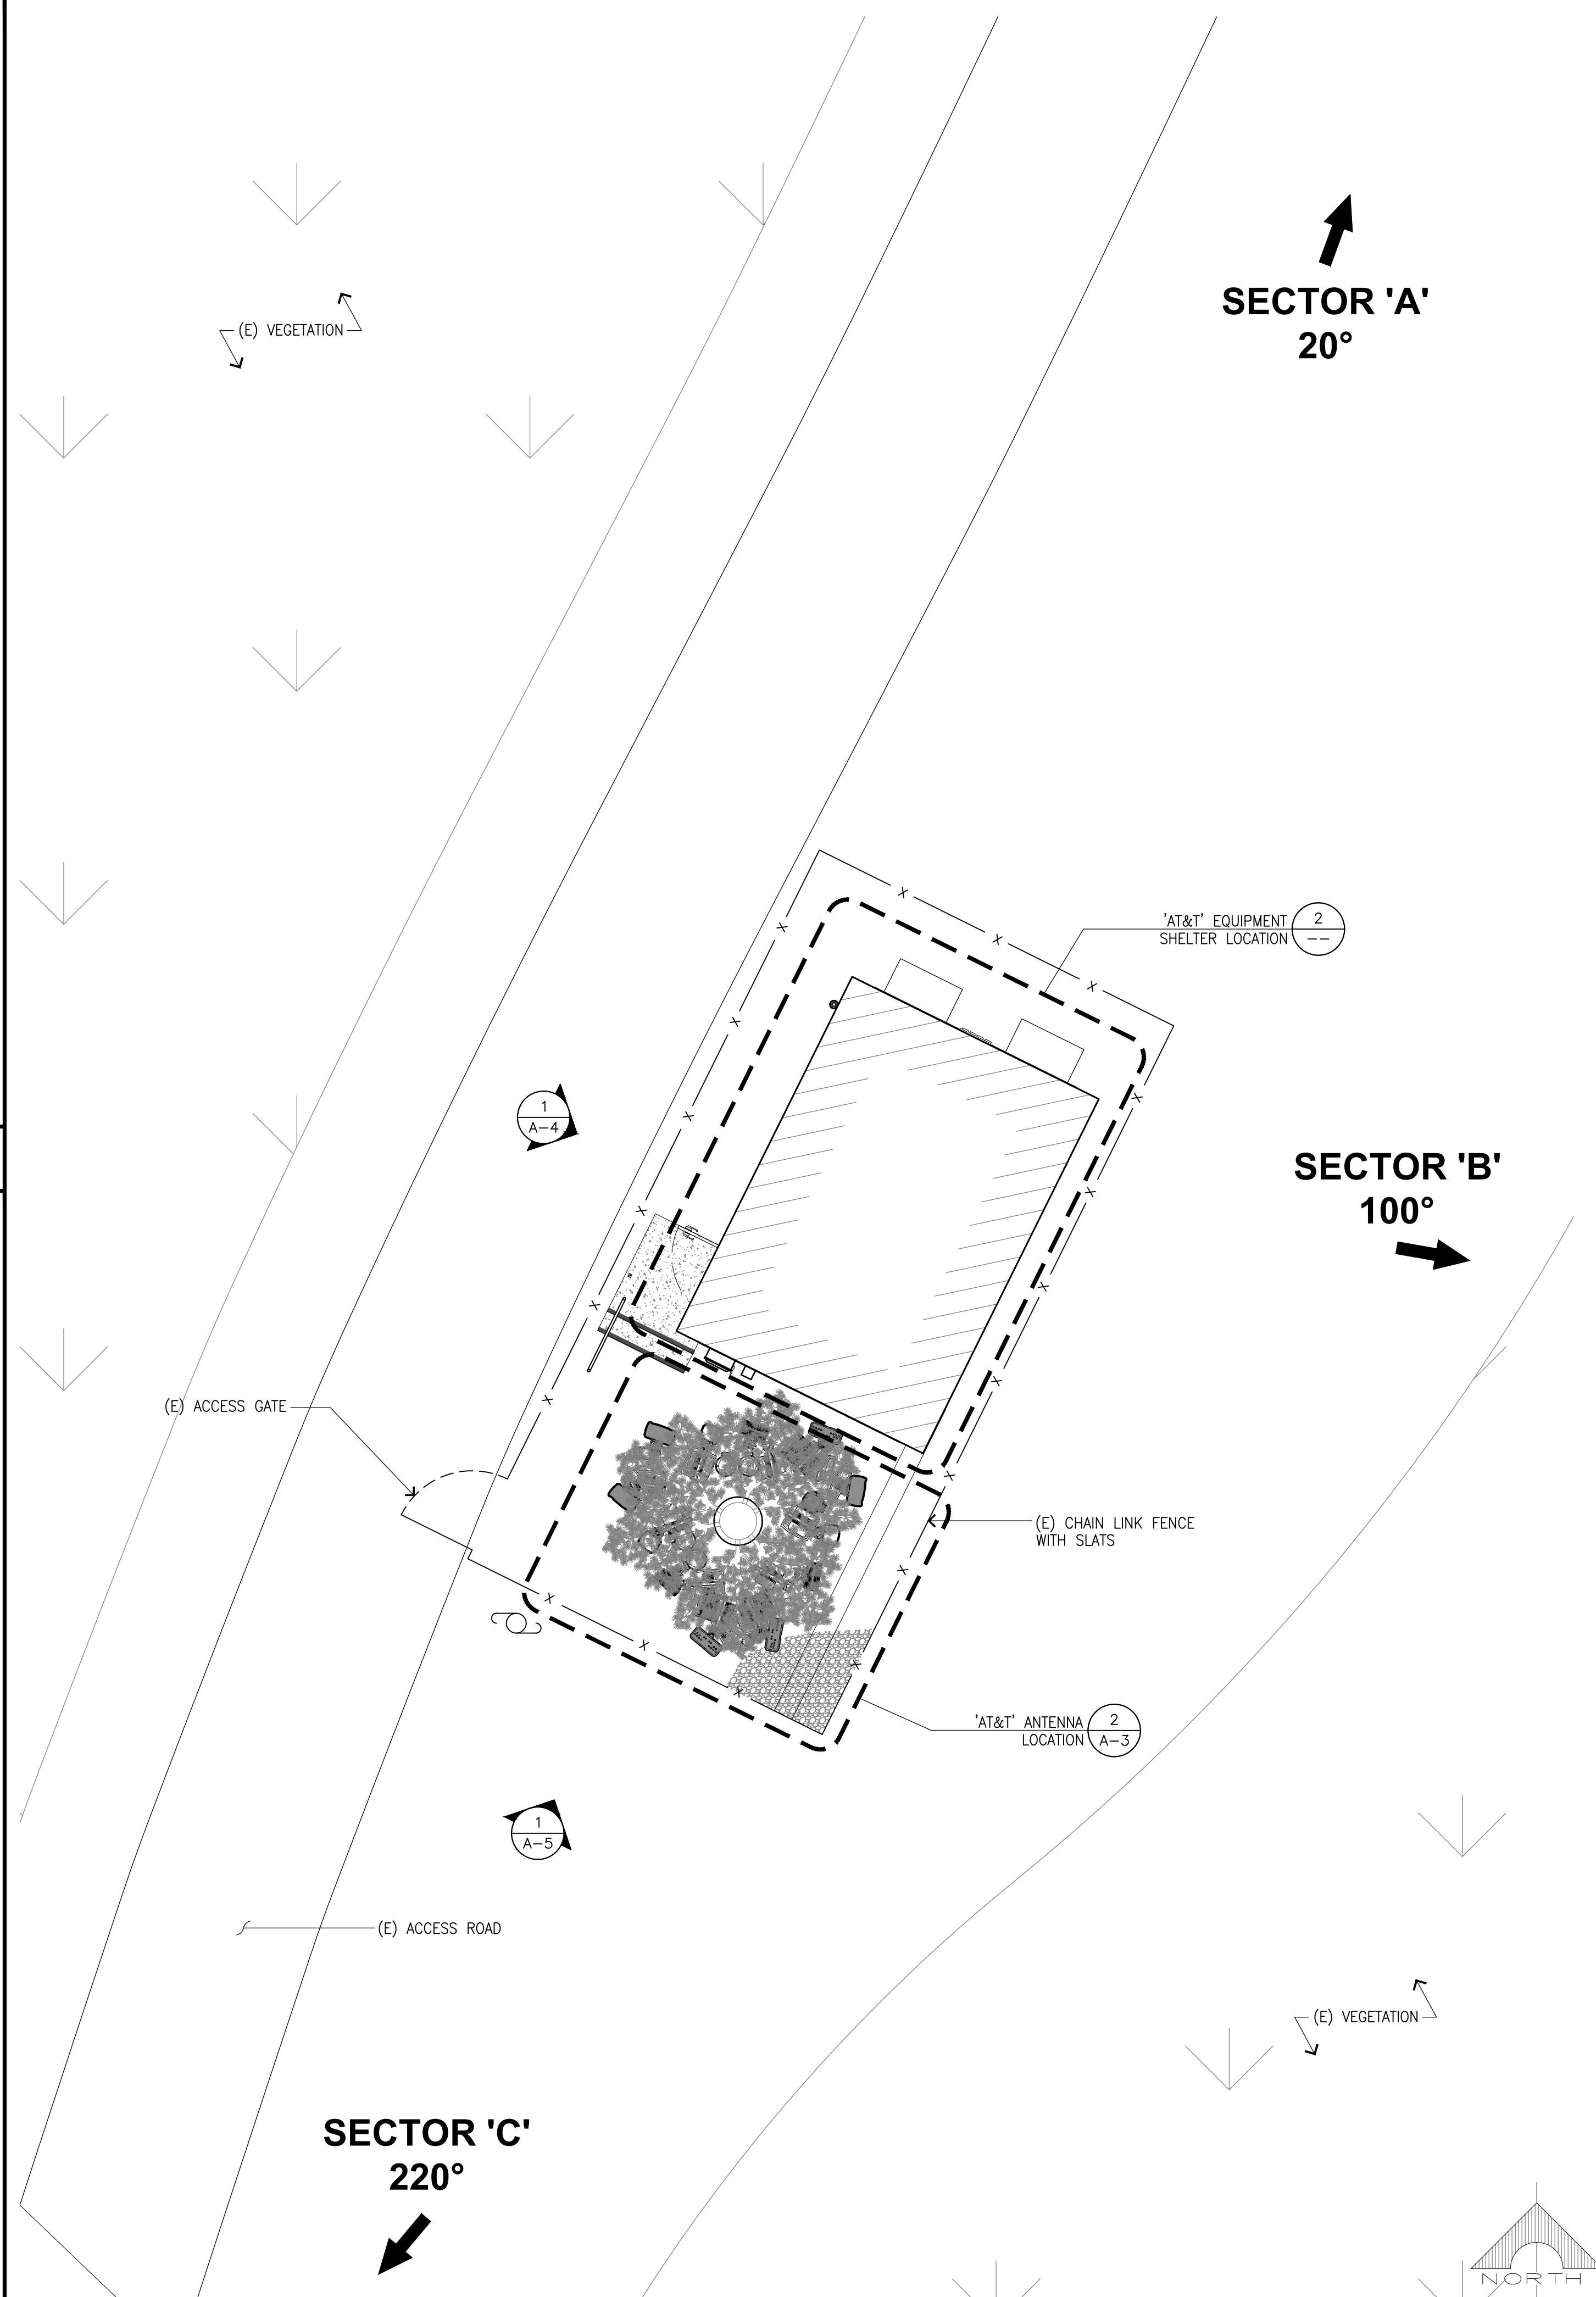 SECTOR 'A'
20°
(E) VEGETATION
'AT&T' EQUIPMENT
SHELTER LOCATION
2
--
1
A-4
SECTOR 'B'
100°
(E) ACCESS GATE
(E) CHAIN LINK FENCE
WITH SLATS
'AT&T' ANTENNA
LOCATION
2
A-3
1
A-5
(E) ACCESS ROAD
(E) VEGETATION
SECTOR 'C'
220°
NORTH